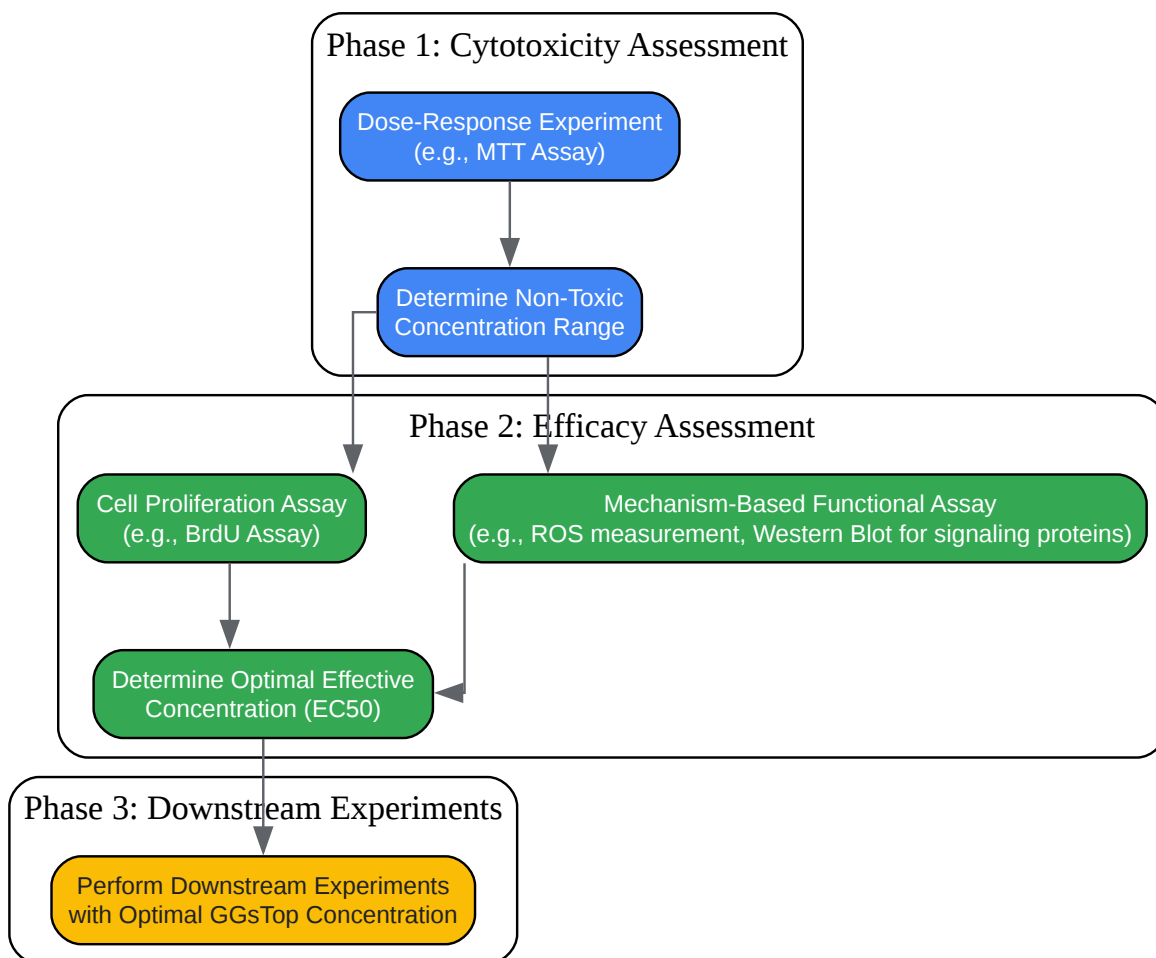 Phase 1: Cytotoxicity Assessment
Dose-Response Experiment
(e.g., MTT Assay)
Determine Non-Toxic
Concentration Range
Phase 2: Efficacy Assessment
Cell Proliferation Assay
(e.g., BrdU Assay)
Mechanism-Based Functional Assay
(e.g., ROS measurement, Western Blot for signaling proteins)
Determine Optimal Effective
Concentration (EC50)
Phase 3: Downstream Experiments
Perform Downstream Experiments
with Optimal GGsTop Concentration